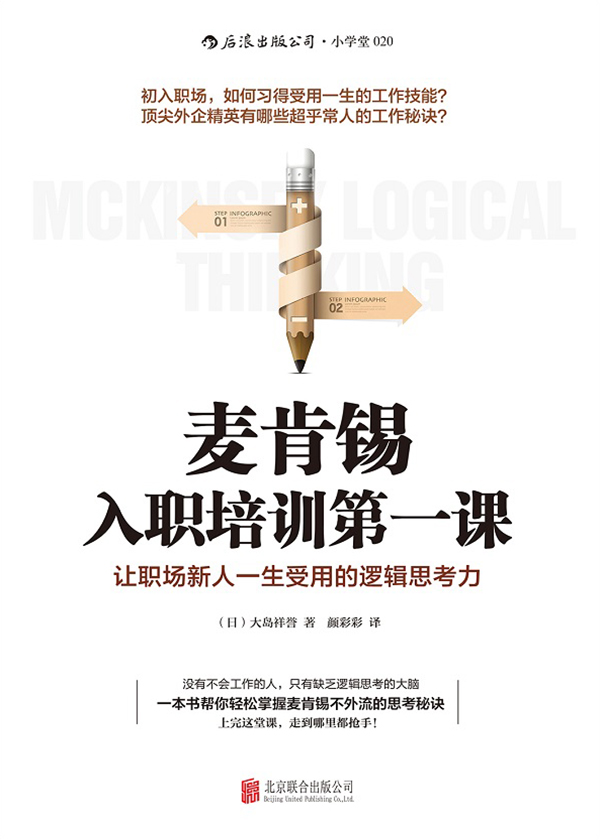 后浪出版公司·小学堂 020
初入职场，如何习得受用一生的工作技能？
顶尖外企精英有哪些超乎常人的工作秘诀？
MCKINSEY LOGICAL
THINKING
STEP INFOGRAPHIC
01
STEP INFOGRAPHIC
02
麦肯锡
入职培训第一课
让职场新人一生受用的逻辑思考力
（日）大岛祥誉 著 颜彩彩 译
没有不会工作的人，只有缺乏逻辑思考的大脑
一本书帮你轻松掌握麦肯锡不外流的思考秘诀
上完这堂课，走到哪里都抢手！
北京联合出版公司
Beijing United Publishing Co.,Ltd.